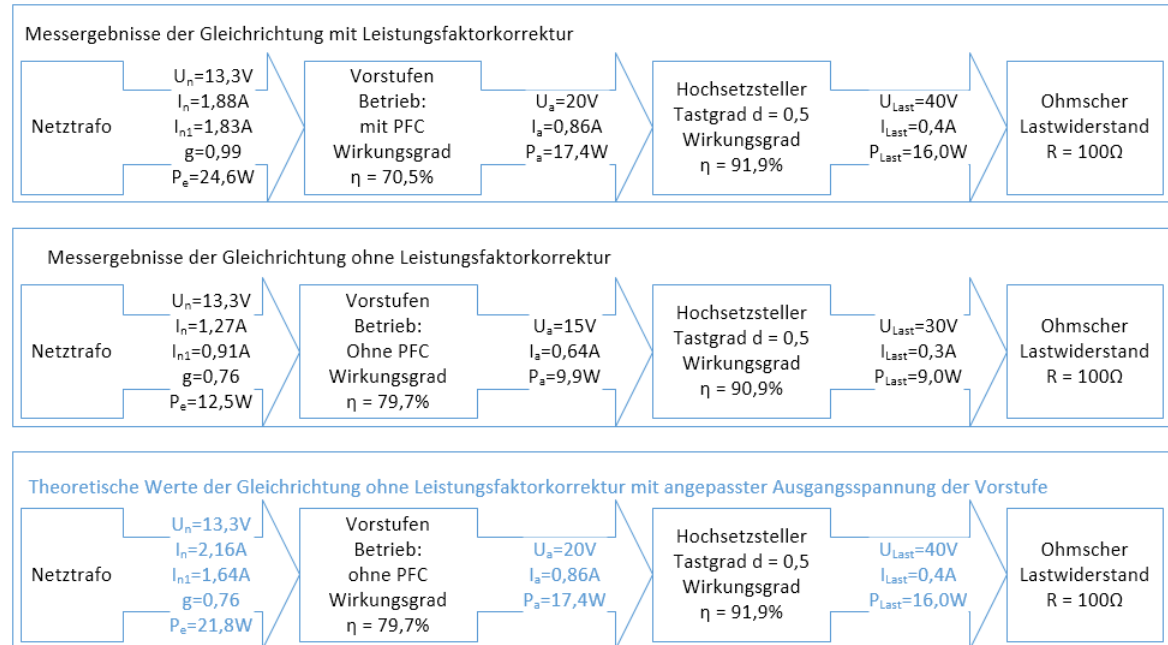 Messergebnisse der Gleichrichtung mit Leistungsfaktorkorrektur
Netztrafo
Uₙ=13,3V
Iₙ=1,88A
Iₙ₁=1,83A
g=0,99
Pₑ=24,6W
Vorstufen
Betrieb:
mit PFC
Wirkungsgrad
η = 70,5%
Uₐ=20V
Iₐ=0,86A
Pₐ=17,4W
Hochsetzsteller
Tastgrad d = 0,5
Wirkungsgrad
η = 91,9%
U_Last=40V
I_Last=0,4A
P_Last=16,0W
Ohmscher
Lastwiderstand
R = 100Ω
Messergebnisse der Gleichrichtung ohne Leistungsfaktorkorrektur
Netztrafo
Uₙ=13,3V
Iₙ=1,27A
Iₙ₁=0,91A
g=0,76
Pₑ=12,5W
Vorstufen
Betrieb:
Ohne PFC
Wirkungsgrad
η = 79,7%
Uₐ=15V
Iₐ=0,64A
Pₐ=9,9W
Hochsetzsteller
Tastgrad d = 0,5
Wirkungsgrad
η = 90,9%
U_Last=30V
I_Last=0,3A
P_Last=9,0W
Ohmscher
Lastwiderstand
R = 100Ω
Theoretische Werte der Gleichrichtung ohne Leistungsfaktorkorrektur mit angepasster Ausgangsspannung der Vorstufe
Netztrafo
Uₙ=13,3V
Iₙ=2,16A
Iₙ₁=1,64A
g=0,76
Pₑ=21,8W
Vorstufen
Betrieb:
ohne PFC
Wirkungsgrad
η = 79,7%
Uₐ=20V
Iₐ=0,86A
Pₐ=17,4W
Hochsetzsteller
Tastgrad d = 0,5
Wirkungsgrad
η = 91,9%
U_Last=40V
I_Last=0,4A
P_Last=16,0W
Ohmscher
Lastwiderstand
R = 100Ω